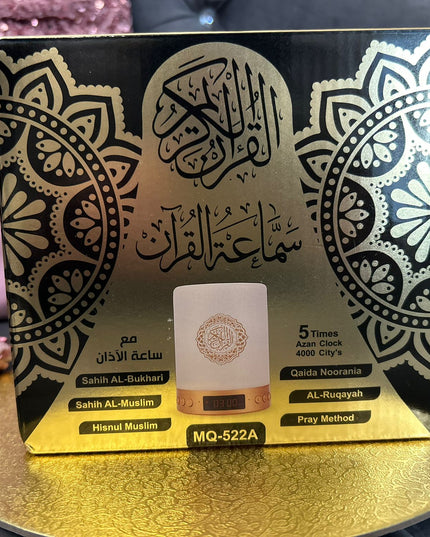 القرآن الكريم
سماعة القرآن
مع
ساعة الأذان
5 Times
Azan Clock
4000 City's
Sahih AL-Bukhari
Qaida Noorania
Sahih AL-Muslim
AL-Ruqayah
Hisnul Muslim
Pray Method
MQ-522A